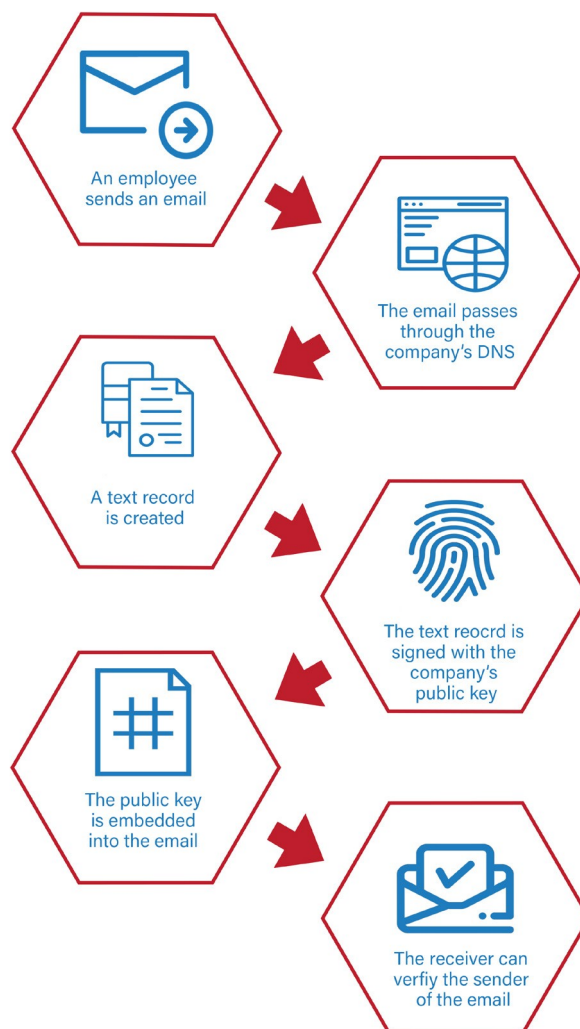 An employee
sends an email
The email passes
through the
company's DNS
A text record
is created
The text reocrd is
signed with the
company's
public key
The public key
is embedded
into the email
The receiver can
verfiy the sender
of the email